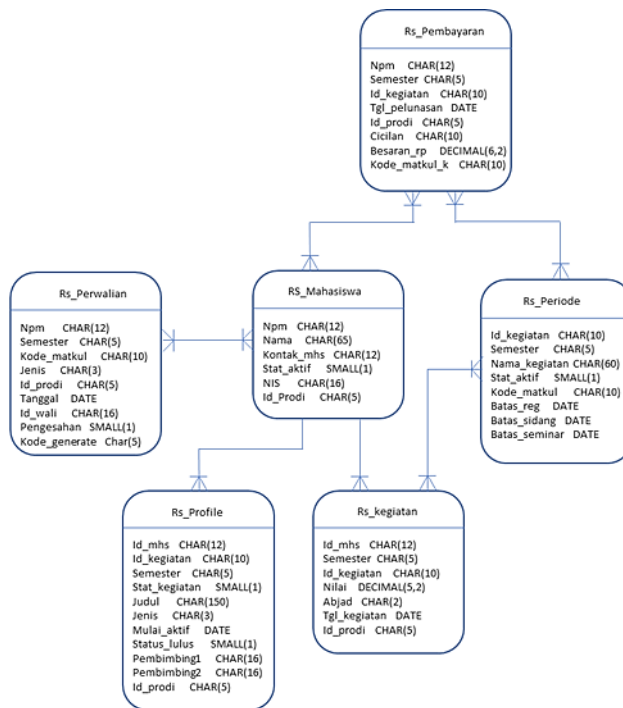 Rs_Pembayaran
Npm CHAR(12)
Semester CHAR(5)
Id_kegiatan CHAR(10)
Tgl_pelunasan DATE
Id_prodi CHAR(5)
Cicilan CHAR(10)
Besaran_rp DECIMAL(6,2)
Kode_matkul_k CHAR(10)
Rs_Perwalian
Npm CHAR(12)
Semester CHAR(5)
Kode_matkul CHAR(10)
Jenis CHAR(3)
Id_prodi CHAR(5)
Tanggal DATE
Id_wali CHAR(16)
Pengesahan SMALL(1)
Kode_generate Char(5)
RS_Mahasiswa
Npm CHAR(12)
Nama CHAR(65)
Kontak_mhs CHAR(12)
Stat_aktif SMALL(1)
NIS CHAR(16)
Id_Prodi CHAR(5)
Rs_Periode
Id_kegiatan CHAR(10)
Semester CHAR(5)
Nama_kegiatan CHAR(60)
Stat_aktif SMALL(1)
Kode_matkul CHAR(10)
Batas_reg DATE
Batas_sidang DATE
Batas_seminar DATE
Rs_Profile
Id_mhs CHAR(12)
Id_kegiatan CHAR(10)
Semester CHAR(5)
Stat_kegiatan SMALL(1)
Judul CHAR(150)
Jenis CHAR(3)
Mulai_aktif DATE
Status_lulus SMALL(1)
Pembimbing1 CHAR(16)
Pembimbing2 CHAR(16)
Id_prodi CHAR(5)
Rs_kegiatan
Id_mhs CHAR(12)
Semester CHAR(5)
Id_kegiatan CHAR(10)
Nilai DECIMAL(5,2)
Abjad CHAR(2)
Tgl_kegiatan DATE
Id_prodi CHAR(5)